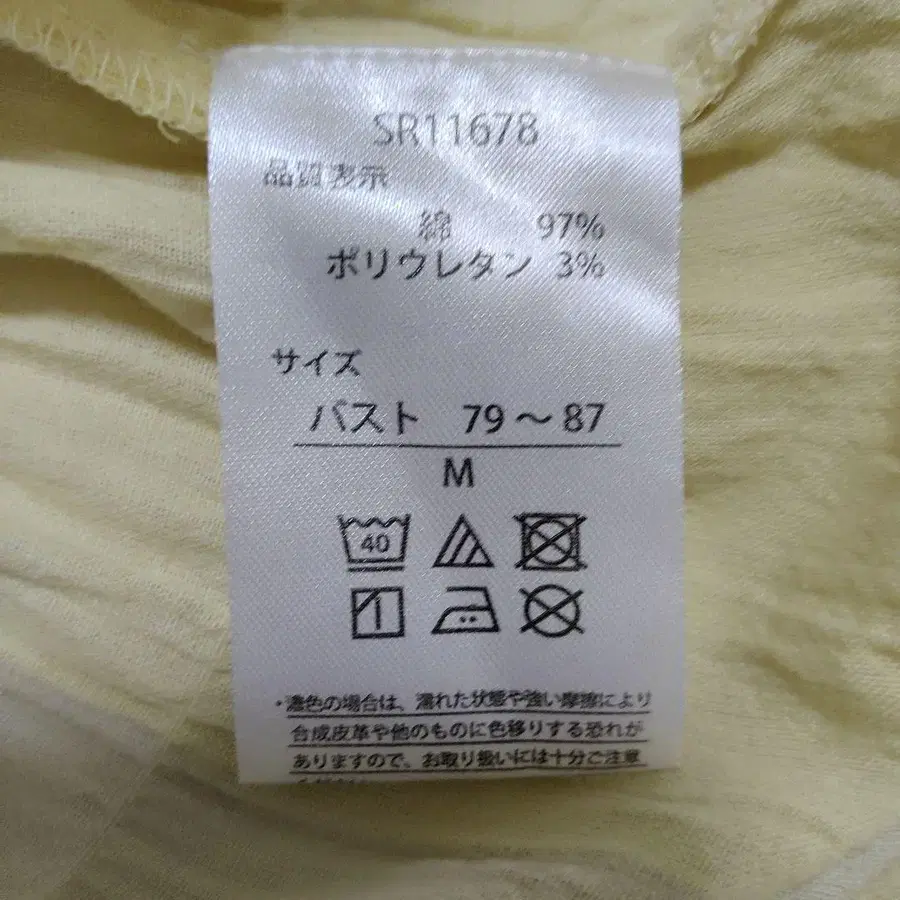 SR11678
品質表示
綿 97%
ポリウレタン 3%
サイズ
バスト 79～87
M
40
・濃色の場合は、濡れた状態や強い摩擦により
合成皮革や他のものに色移りする恐れが
ありますので、お取り扱いには十分ご注意